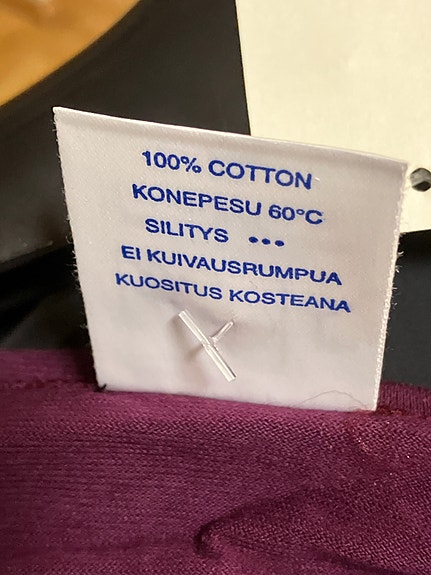 100% COTTON
KONEPESU 60°C
SILITYS •••
EI KUIVAUSRUMPUA
KUOSITUS KOSTEANA